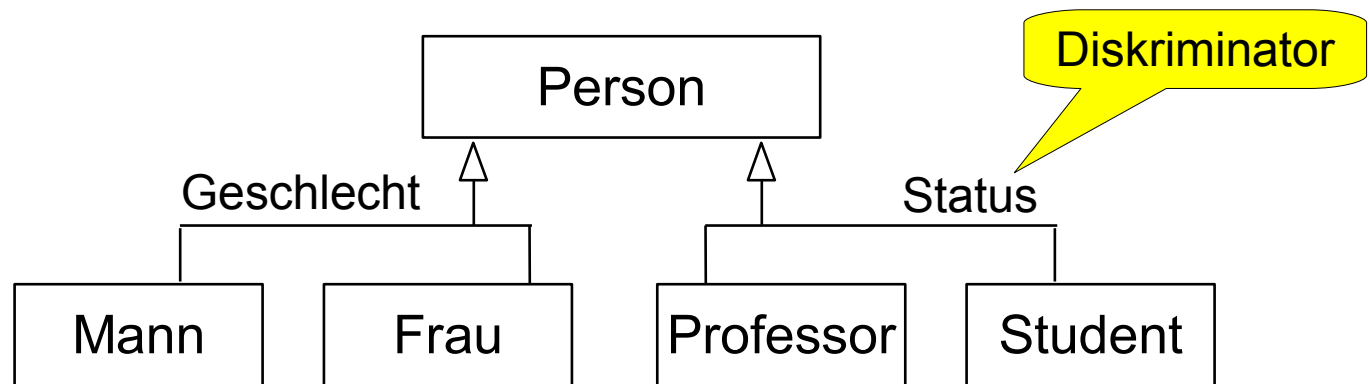 Diskriminator
Person
Geschlecht
Status
Mann
Frau
Professor
Student